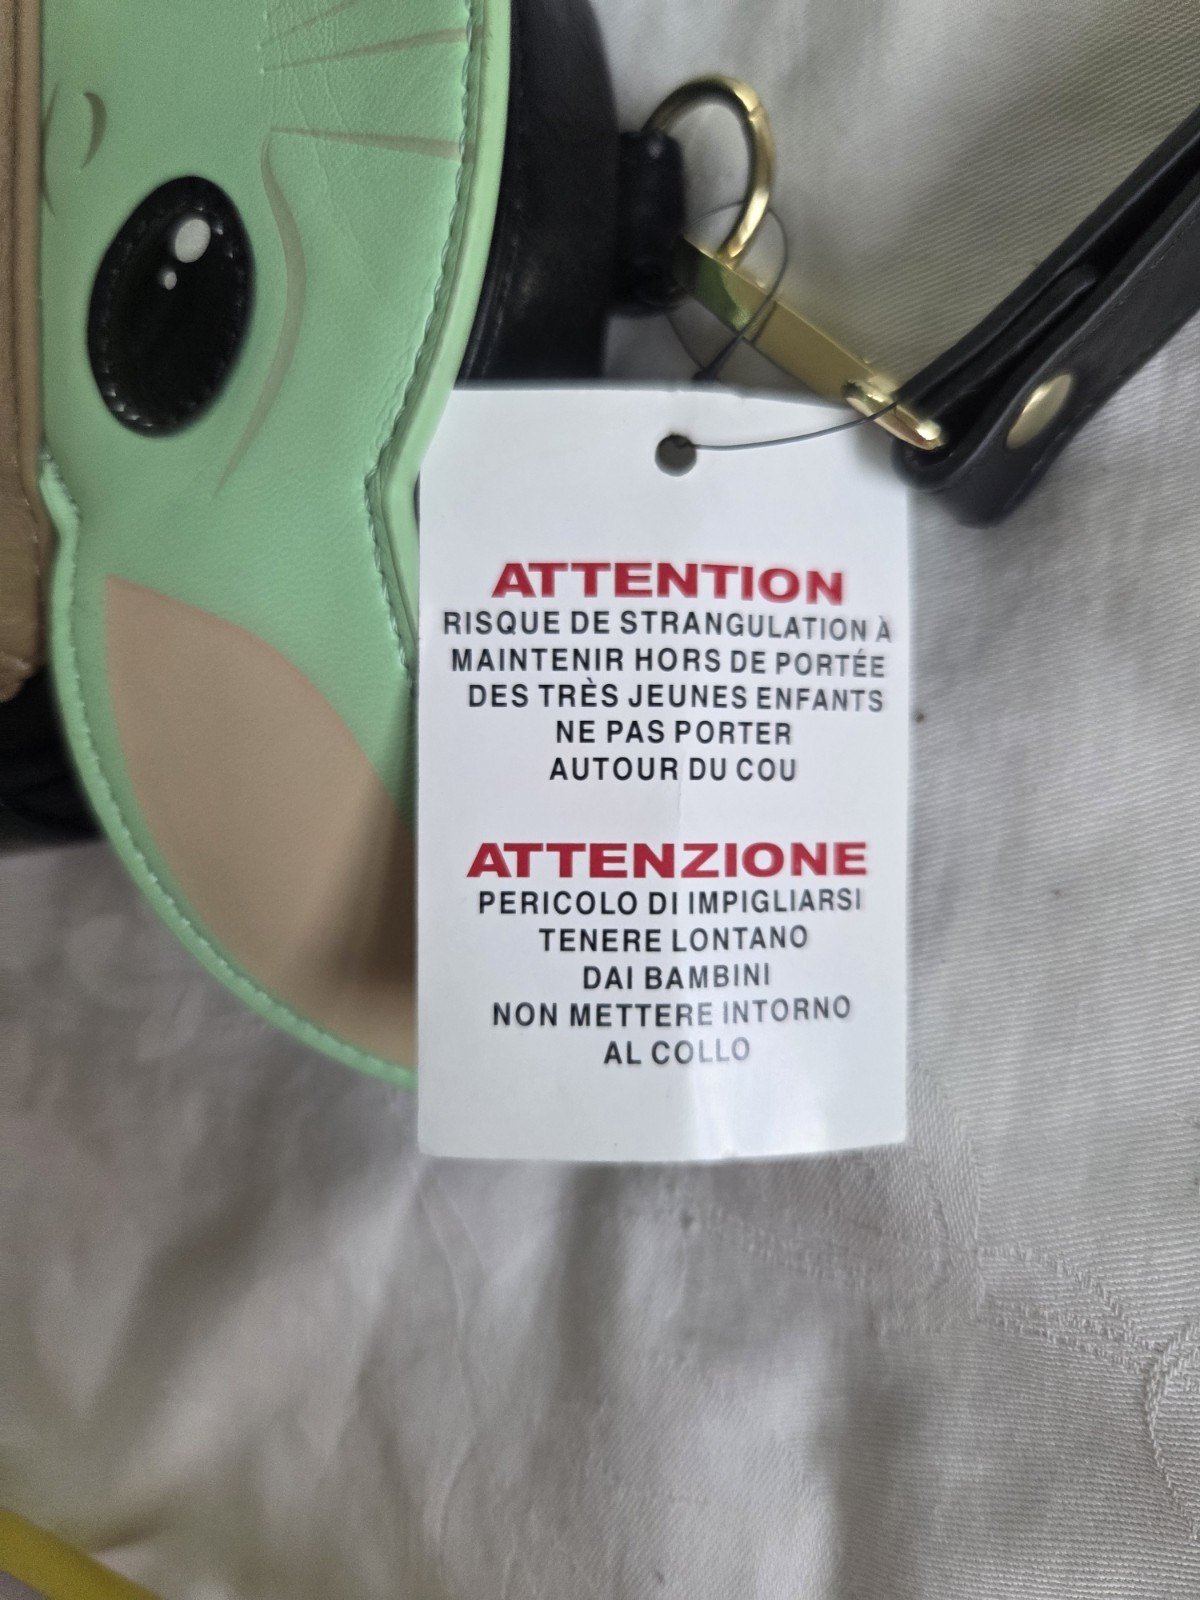 ATTENTION
RISQUE DE STRANGULATION À
MAINTENIR HORS DE PORTÉE
DES TRÈS JEUNES ENFANTS
NE PAS PORTER
AUTOUR DU COU
ATTENZIONE
PERICOLO DI IMPIGLIARSI
TENERE LONTANO
DAI BAMBINI
NON METTERE INTORNO
AL COLLO